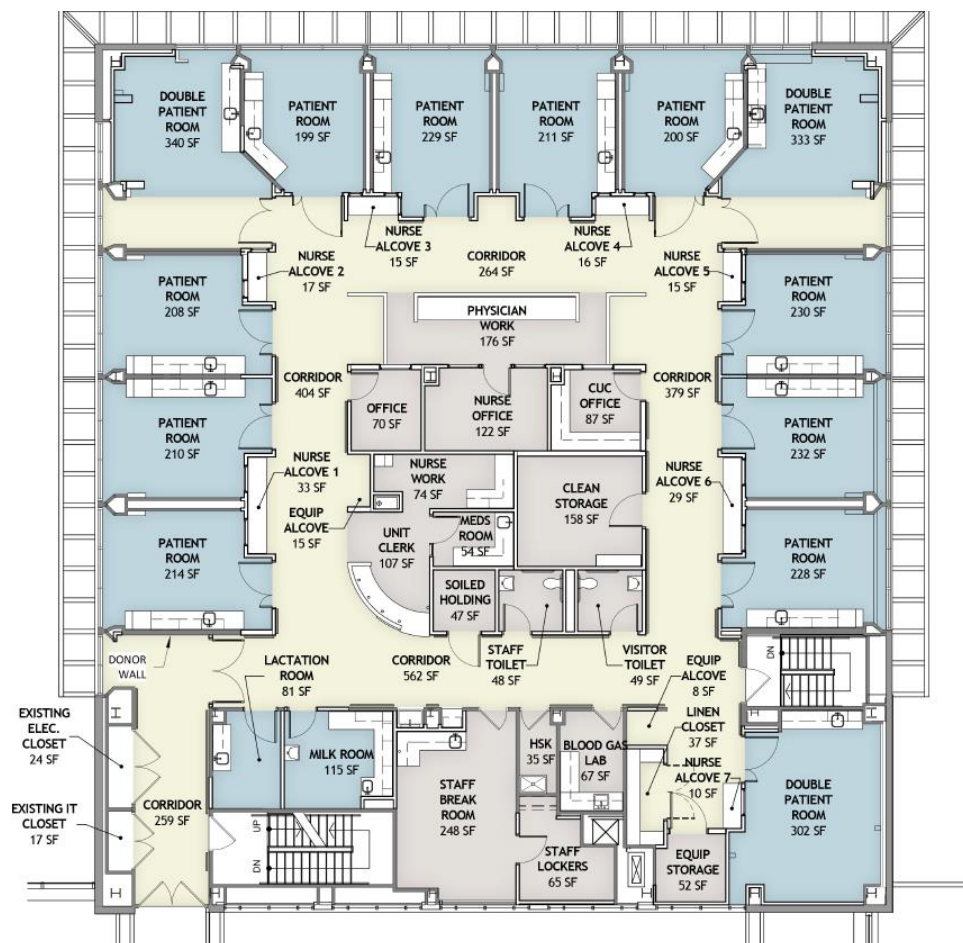 DOUBLE
PATIENT
ROOM
340 SF
PATIENT
ROOM
199 SF
PATIENT
ROOM
229 SF
PATIENT
ROOM
211 SF
PATIENT
ROOM
200 SF
DOUBLE
PATIENT
ROOM
333 SF
NURSE
ALCOVE 2
17 SF
NURSE
ALCOVE 3
15 SF
CORRIDOR
264 SF
NURSE
ALCOVE 4
16 SF
NURSE
ALCOVE 5
15 SF
PATIENT
ROOM
208 SF
PHYSICIAN
WORK
176 SF
PATIENT
ROOM
230 SF
CORRIDOR
404 SF
OFFICE
70 SF
NURSE
OFFICE
122 SF
CUC
OFFICE
87 SF
CORRIDOR
379 SF
PATIENT
ROOM
210 SF
PATIENT
ROOM
232 SF
NURSE
ALCOVE 1
33 SF
NURSE WORK
74 SF
CLEAN
STORAGE
158 SF
NURSE
ALCOVE 6
29 SF
EQUIP
ALCOVE
15 SF
UNIT
CLERK
107 SF
MEDS
ROOM
54 SF
PATIENT
ROOM
214 SF
PATIENT
ROOM
228 SF
SOILED
HOLDING
47 SF
DONOR
WALL
LACTATION
ROOM
81 SF
CORRIDOR
562 SF
STAFF
TOILET
48 SF
VISITOR
TOILET
49 SF
EQUIP
ALCOVE
8 SF
DN
EXISTING
ELEC.
CLOSET
24 SF
LINEN
CLOSET
37 SF
MILK ROOM
115 SF
HSK
35 SF
BLOOD GAS
LAB
67 SF
NURSE
ALCOVE 7
10 SF
EXISTING IT
CLOSET
17 SF
CORRIDOR
259 SF
UP
DN
STAFF
BREAK
ROOM
248 SF
DOUBLE
PATIENT
ROOM
302 SF
STAFF
LOCKERS
65 SF
EQUIP
STORAGE
52 SF